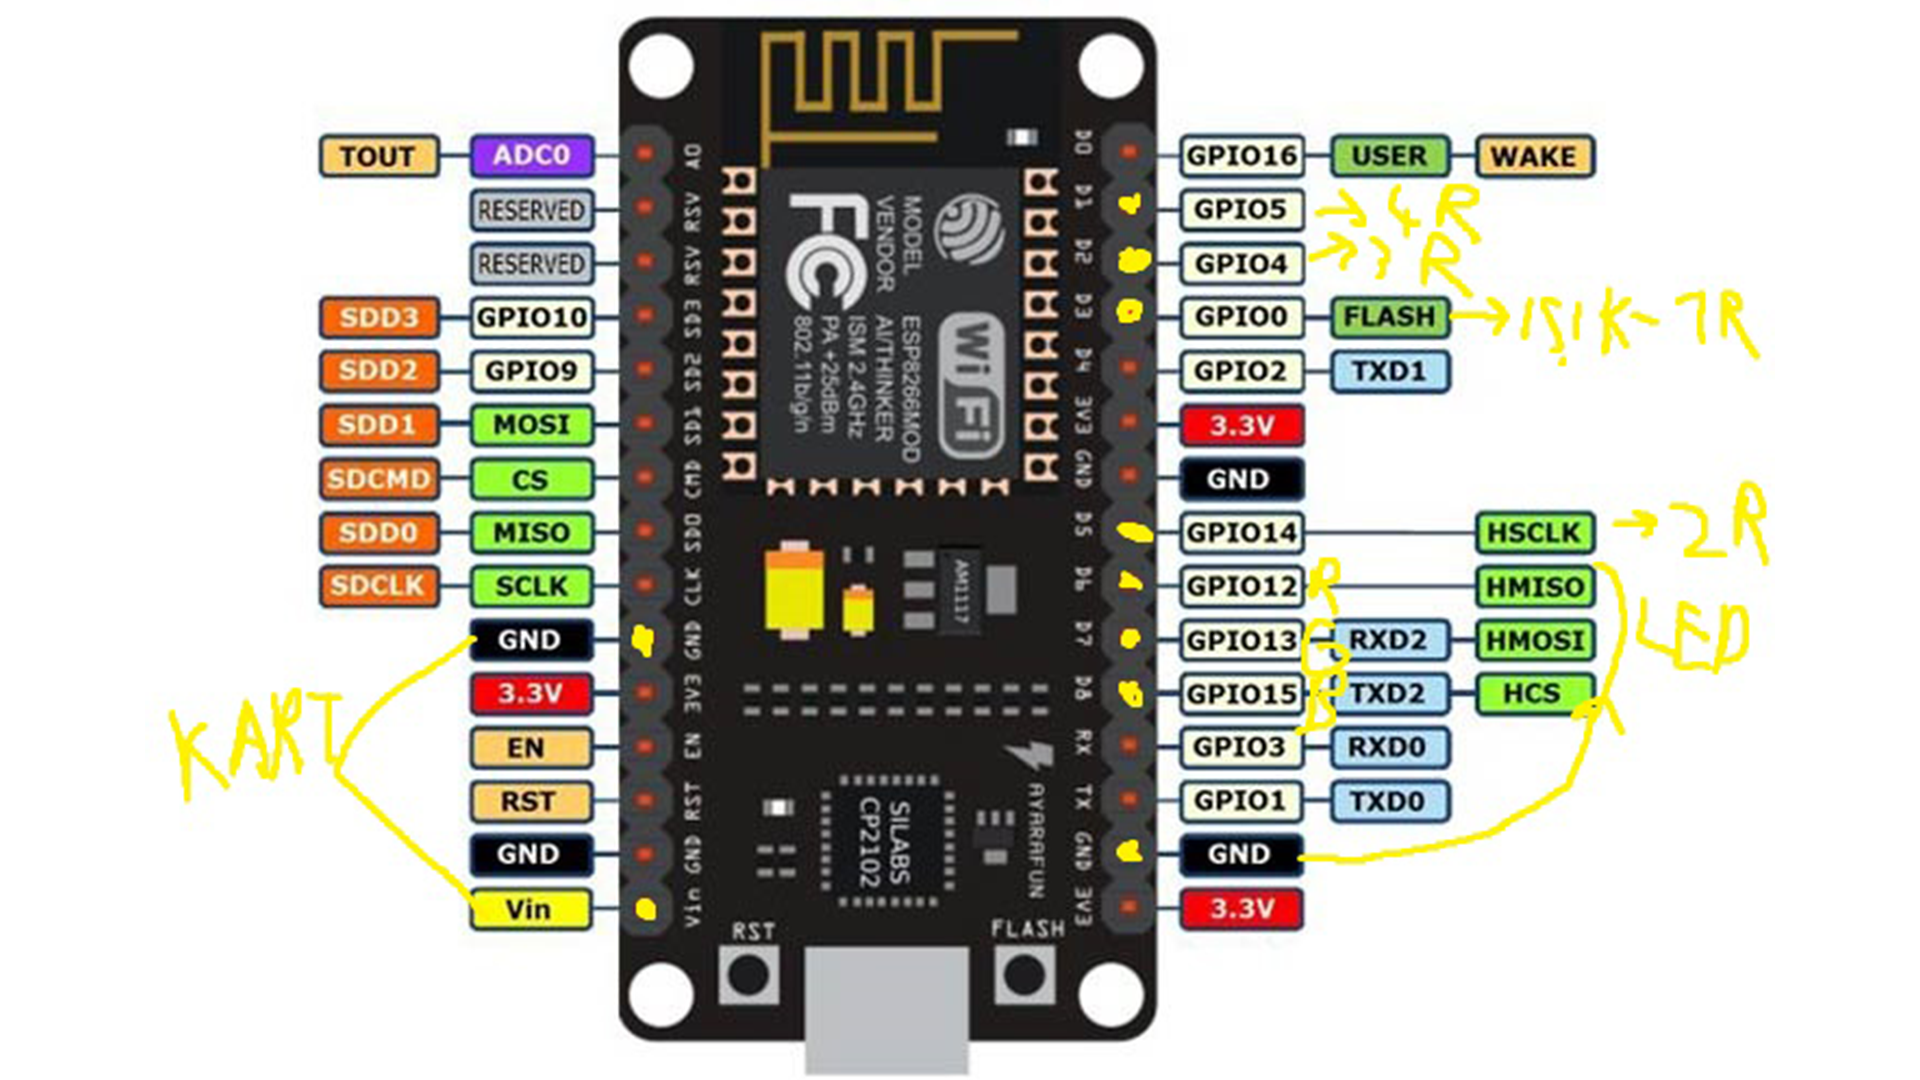 TOUT ADC0 A0 D0 GPIO16 USER WAKE
RESERVED RSV D1 GPIO5 → 4R
RESERVED RSV D2 GPIO4 → 3R
SDD3 GPIO10 SD3 D3 GPIO0 FLASH → IŞIK-7R
SDD2 GPIO9 SD2 D4 GPIO2 TXD1
SDD1 MOSI SD1 3V3 3.3V
SDCMD CS CMD GND GND
SDD0 MISO SD0 D5 GPIO14 HSCLK → 2R
SDCLK SCLK CLK D6 GPIO12 R HMISO
GND GND D7 GPIO13 G RXD2 HMOSI LED
3.3V 3V3 D8 GPIO15 B TXD2 HCS
KART
EN EN RX GPIO3 RXD0
RST RST TX GPIO1 TXD0
GND GND GND GND
Vin Vin 3V3 3.3V
MODEL ESP8266MOD
VENDOR AI/THINKER
ISM 2.4GHz
PA +25dBm
802.11b/g/n
FCC
WiFi
AM1117
SILABS
CP2102
AYARAFUN
RST FLASH